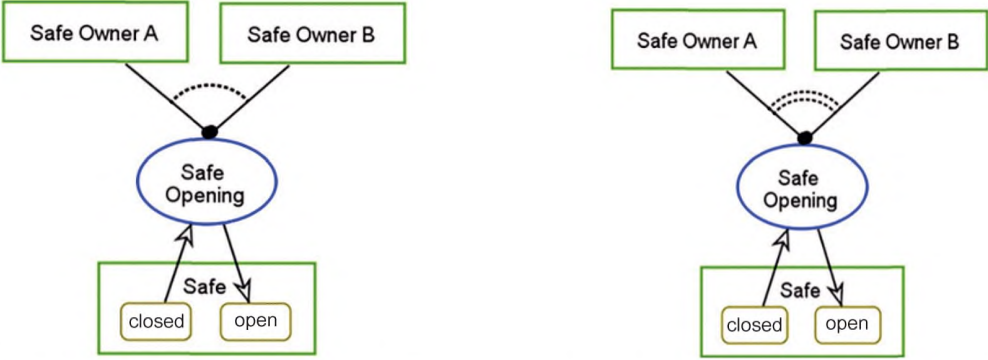 Safe Owner A
Safe Owner B
Safe
Opening
Safe
closed
open
Safe Owner A
Safe Owner B
Safe
Opening
Safe
closed
open